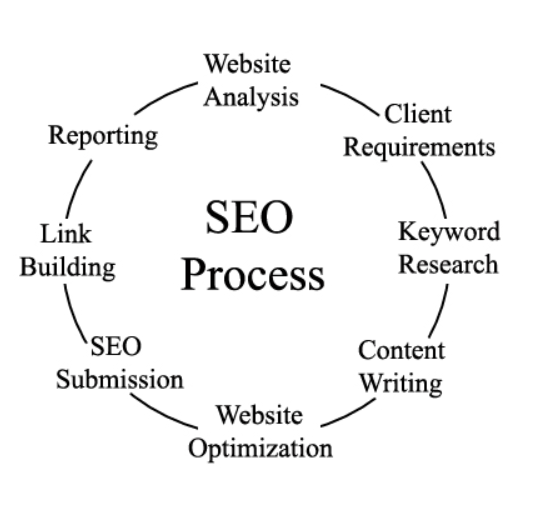 Website
Analysis
Client
Requirements
Keyword
Research
Content
Writing
Website
Optimization
SEO
Submission
Link
Building
Reporting
SEO
Process